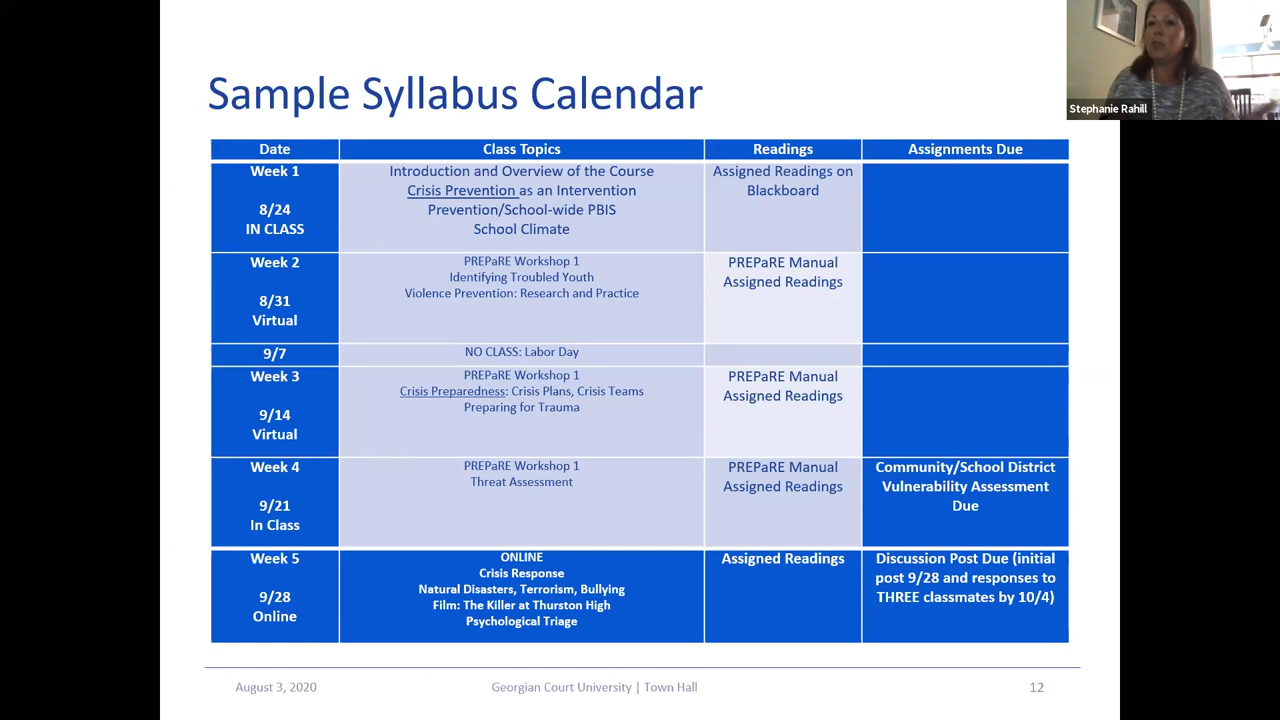 Stephanie Rahill
Sample Syllabus Calendar
Date
Class Topics
Readings
Assignments Due
Week 1
8/24
IN CLASS
Introduction and Overview of the Course
Crisis Prevention as an Intervention
Prevention/School-wide PBIS
School Climate
Assigned Readings on
Blackboard
Week 2
8/31
Virtual
PREPaRE Workshop 1
Identifying Troubled Youth
Violence Prevention: Research and Practice
PREPaRE Manual
Assigned Readings
9/7
NO CLASS: Labor Day
Week 3
9/14
Virtual
PREPaRE Workshop 1
Crisis Preparedness: Crisis Plans, Crisis Teams
Preparing for Trauma
PREPaRE Manual
Assigned Readings
Week 4
9/21
In Class
PREPaRE Workshop 1
Threat Assessment
PREPaRE Manual
Assigned Readings
Community/School District
Vulnerability Assessment
Due
Week 5
9/28
Online
ONLINE
Crisis Response
Natural Disasters, Terrorism, Bullying
Film: The Killer at Thurston High
Psychological Triage
Assigned Readings
Discussion Post Due (initial
post 9/28 and responses to
THREE classmates by 10/4)
August 3, 2020
Georgian Court University | Town Hall
12